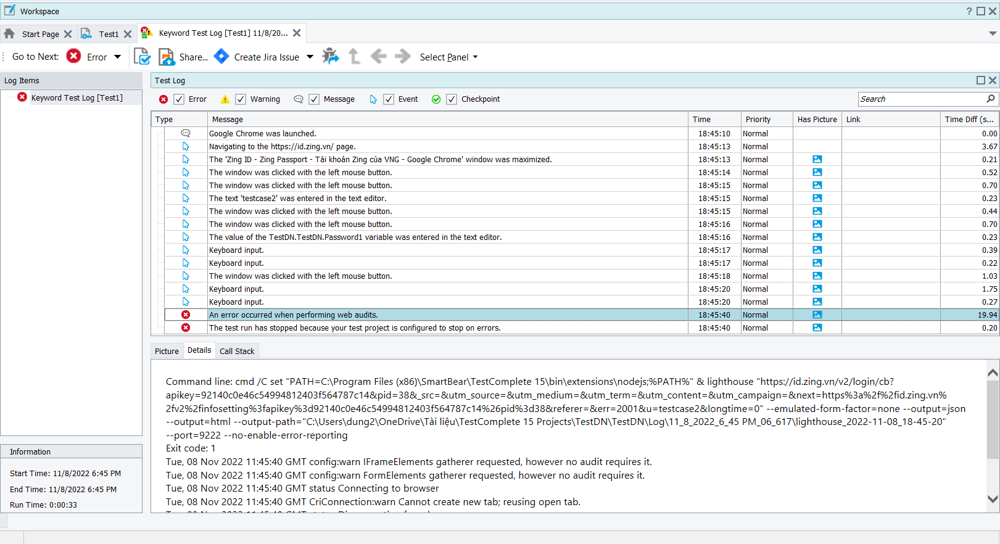 Workspace
?
Start Page
Test1
Keyword Test Log [Test1] 11/8/20...
Go to Next:
Error
Share...
Create Jira Issue
Select Panel
Log Items
Keyword Test Log [Test1]
Test Log
Error
Warning
Message
Event
Checkpoint
Search
Type Message Time Priority Has Picture Link Time Diff (s...
Google Chrome was launched. 18:45:10 Normal 0.00
Navigating to the https://id.zing.vn/ page. 18:45:13 Normal 3.67
The 'Zing ID - Zing Passport - Tài khoản Zing của VNG - Google Chrome' window was maximized. 18:45:13 Normal 0.21
The window was clicked with the left mouse button. 18:45:14 Normal 0.52
The window was clicked with the left mouse button. 18:45:15 Normal 0.70
The text 'testcase2' was entered in the text editor. 18:45:15 Normal 0.23
The window was clicked with the left mouse button. 18:45:15 Normal 0.44
The window was clicked with the left mouse button. 18:45:16 Normal 0.70
The value of the TestDN.TestDN.Password1 variable was entered in the text editor. 18:45:16 Normal 0.23
Keyboard input. 18:45:17 Normal 0.39
Keyboard input. 18:45:17 Normal 0.22
The window was clicked with the left mouse button. 18:45:18 Normal 1.03
Keyboard input. 18:45:20 Normal 1.75
Keyboard input. 18:45:20 Normal 0.27
An error occurred when performing web audits. 18:45:40 Normal 19.94
The test run has stopped because your test project is configured to stop on errors. 18:45:40 Normal 0.20
Picture
Details
Call Stack
Command line: cmd /C set "PATH=C:\Program Files (x86)\SmartBear\TestComplete 15\bin\extensions\nodejs;%PATH%" & lighthouse "https://id.zing.vn/v2/login/cb?
apikey=92140c0e46c54994812403f564787c14&pid=38&_src=&utm_source=&utm_medium=&utm_term=&utm_content=&utm_campaign=&next=https%3a%2f%2fid.zing.vn%
2fv2%2finfosetting%3fapikey%3d92140c0e46c54994812403f564787c14%26pid%3d38&referer=&err=2001&u=testcase2&longtime=0" --emulated-form-factor=none --output=json
--output=html --output-path="C:\Users\dung2\OneDrive\Tài liệu\TestComplete 15 Projects\TestDN\TestDN\Log\11_8_2022_6_45 PM_06_617\lighthouse_2022-11-08_18-45-20"
--port=9222 --no-enable-error-reporting
Exit code: 1
Tue, 08 Nov 2022 11:45:40 GMT config:warn IFrameElements gatherer requested, however no audit requires it.
Tue, 08 Nov 2022 11:45:40 GMT config:warn FormElements gatherer requested, however no audit requires it.
Tue, 08 Nov 2022 11:45:40 GMT status Connecting to browser
Tue, 08 Nov 2022 11:45:40 GMT CriConnection:warn Cannot create new tab; reusing open tab.
Information
Start Time: 11/8/2022 6:45 PM
End Time: 11/8/2022 6:45 PM
Run Time: 0:00:33